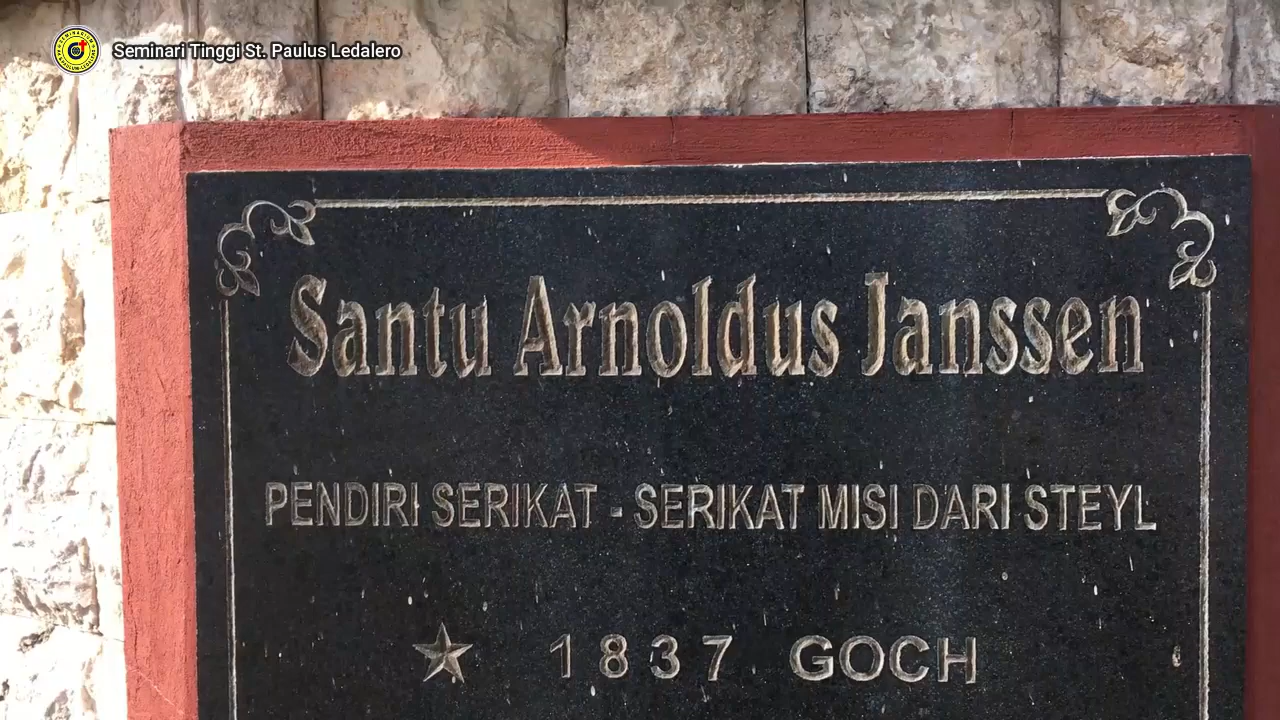 Seminari Tinggi St. Paulus Ledalero
Santu Arnoldus Janssen
PENDIRI SERIKAT - SERIKAT MISI DARI STEYL
1837 GOCH